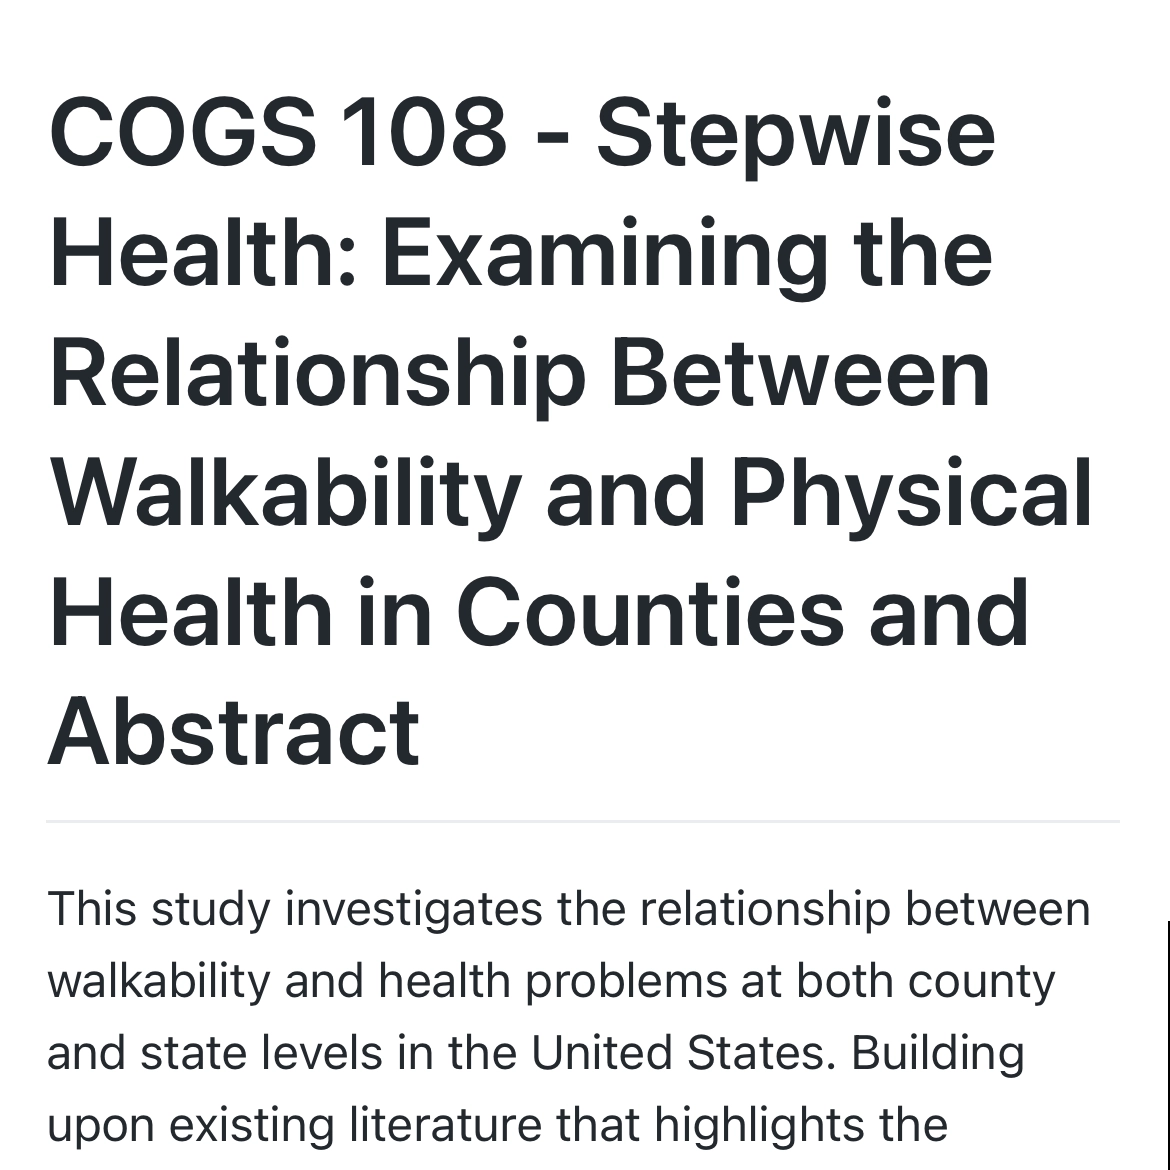 COGS 108 - Stepwise
Health: Examining the
Relationship Between
Walkability and Physical
Health in Counties and
Abstract
This study investigates the relationship between
walkability and health problems at both county
and state levels in the United States. Building
upon existing literature that highlights the